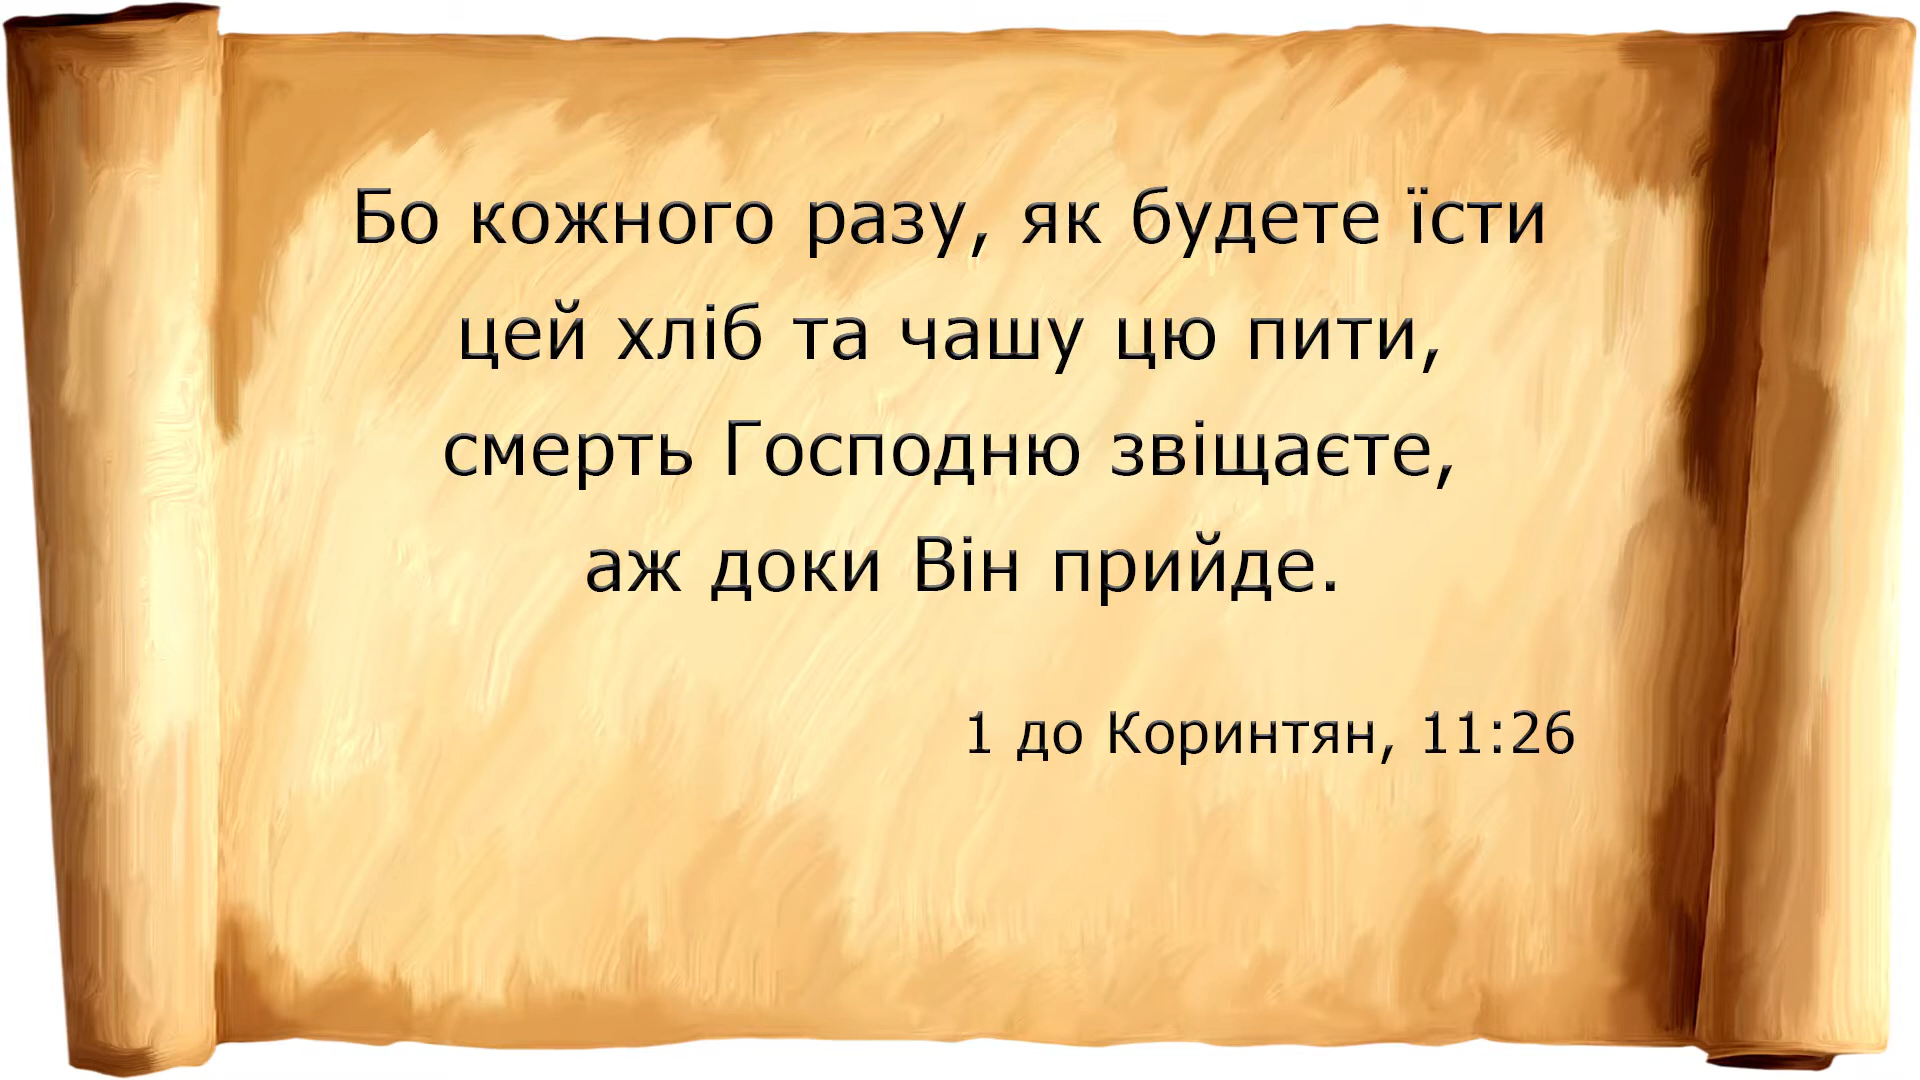 Бо кожного разу, як будете їсти
цей хліб та чашу цю пити,
смерть Господню звіщаєте,
аж доки Він прийде.
1 до Коринтян, 11:26